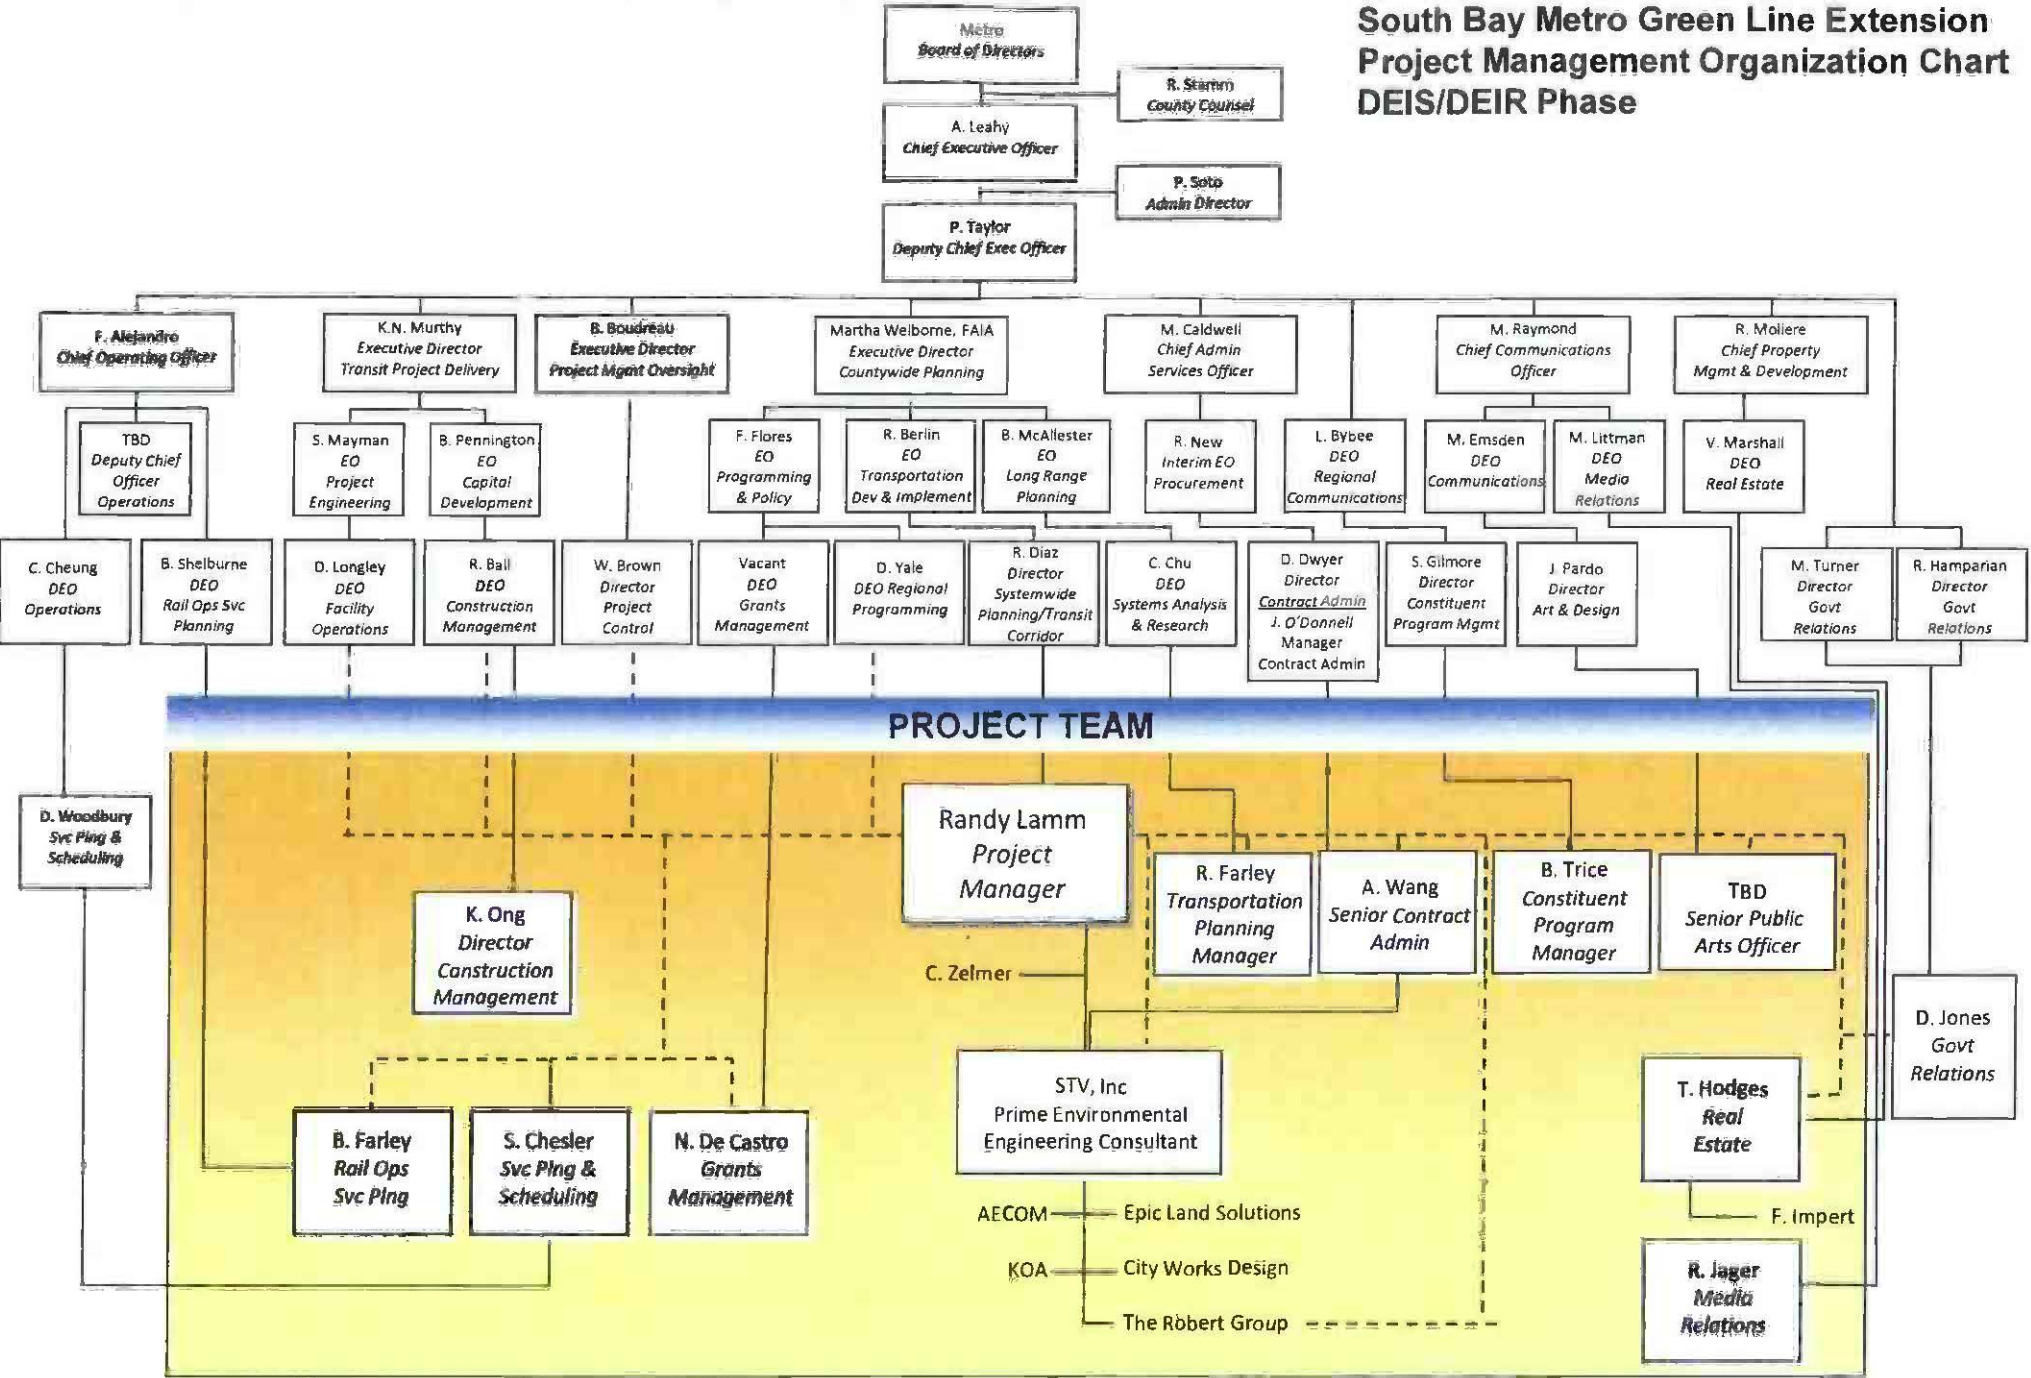 South Bay Metro Green Line Extension
Project Management Organization Chart
DEIS/DEIR Phase
Metro
Board of Directors
R. Stamm
County Counsel
A. Leahy
Chief Executive Officer
P. Soto
Admin Director
P. Taylor
Deputy Chief Exec Officer
F. Alejandro
Chief Operating Officer
K.N. Murthy
Executive Director
Transit Project Delivery
B. Boudreau
Executive Director
Project Mgmt Oversight
Martha Welborne, FAIA
Executive Director
Countywide Planning
M. Caldwell
Chief Admin
Services Officer
M. Raymond
Chief Communications
Officer
R. Moliere
Chief Property
Mgmt & Development
TBD
Deputy Chief
Officer
Operations
S. Mayman
EO
Project
Engineering
B. Pennington
EO
Capital
Development
F. Flores
EO
Programming
& Policy
R. Berlin
EO
Transportation
Dev & Implement
B. McAllester
EO
Long Range
Planning
R. New
Interim EO
Procurement
L. Bybee
DEO
Regional
Communications
M. Emsden
DEO
Communications
M. Littman
DEO
Media
Relations
V. Marshall
DEO
Real Estate
C. Cheung
DEO
Operations
B. Shelburne
DEO
Rail Ops Svc
Planning
D. Longley
DEO
Facility
Operations
R. Ball
DEO
Construction
Management
W. Brown
Director
Project
Control
Vacant
DEO
Grants
Management
D. Yale
DEO Regional
Programming
R. Diaz
Director
Systemwide
Planning/Transit
Corridor
C. Chu
DEO
Systems Analysis
& Research
D. Dwyer
Director
Contract Admin
J. O'Donnell
Manager
Contract Admin
S. Gilmore
Director
Constituent
Program Mgmt
J. Pardo
Director
Art & Design
M. Turner
Director
Govt
Relations
R. Hamparian
Director
Govt
Relations
PROJECT TEAM
D. Woodbury
Svc Plng &
Scheduling
Randy Lamm
Project
Manager
K. Ong
Director
Construction
Management
R. Farley
Transportation
Planning
Manager
A. Wang
Senior Contract
Admin
B. Trice
Constituent
Program
Manager
TBD
Senior Public
Arts Officer
C. Zelmer
D. Jones
Govt
Relations
STV, Inc
Prime Environmental
Engineering Consultant
T. Hodges
Real
Estate
B. Farley
Rail Ops
Svc Plng
S. Chesler
Svc Plng &
Scheduling
N. De Castro
Grants
Management
AECOM
Epic Land Solutions
F. Impert
KOA
City Works Design
The Robert Group
R. Jager
Media
Relations